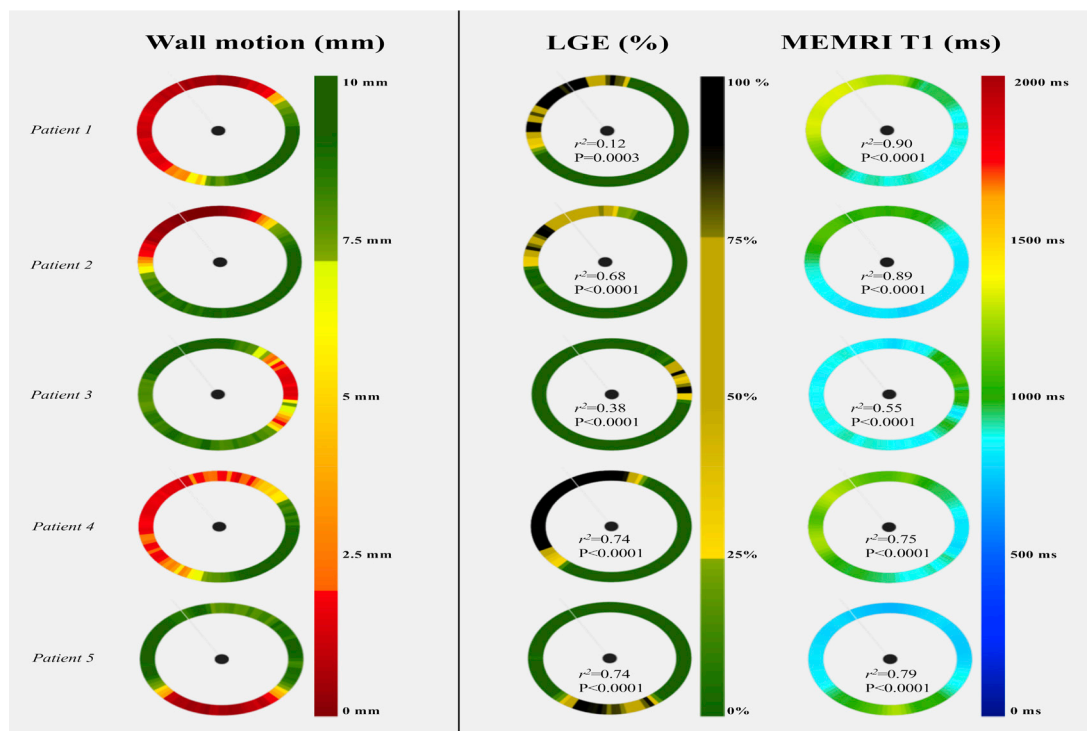 Wall motion (mm)
LGE (%)
MEMRI T1 (ms)
10 mm
7.5 mm
5 mm
2.5 mm
0 mm
100 %
75%
50%
25%
0%
2000 ms
1500 ms
1000 ms
500 ms
0 ms
Patient 1
r²=0.12
P=0.0003
r²=0.90
P<0.0001
Patient 2
r²=0.68
P<0.0001
r²=0.89
P<0.0001
Patient 3
r²=0.38
P<0.0001
r²=0.55
P<0.0001
Patient 4
r²=0.74
P<0.0001
r²=0.75
P<0.0001
Patient 5
r²=0.74
P<0.0001
r²=0.79
P<0.0001